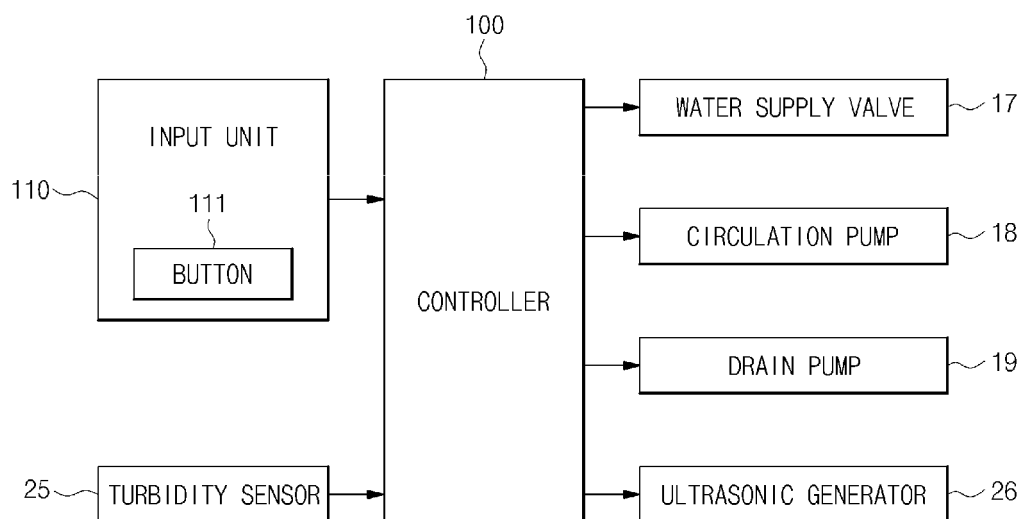 100
INPUT UNIT
110
111
BUTTON
25
TURBIDITY SENSOR
CONTROLLER
WATER SUPPLY VALVE
17
CIRCULATION PUMP
18
DRAIN PUMP
19
ULTRASONIC GENERATOR
26